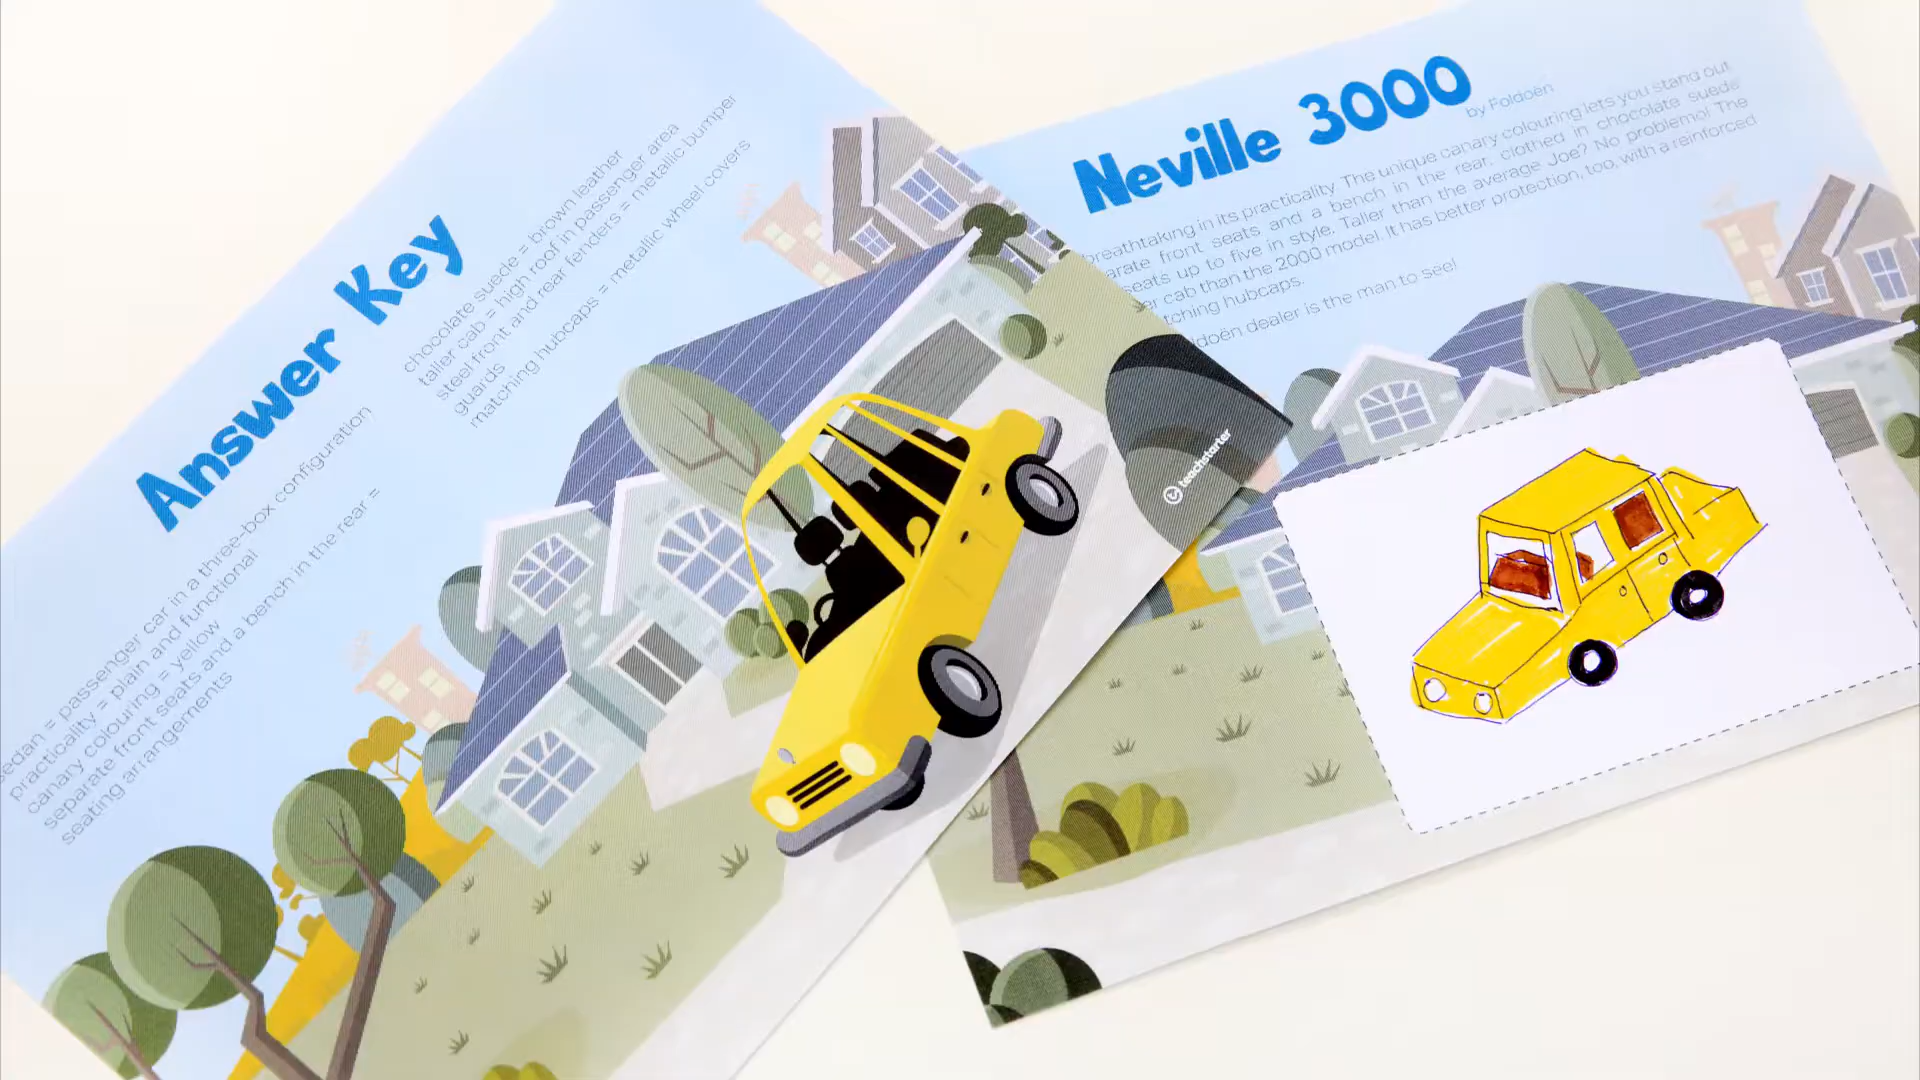 Answer Key
sedan = passenger car in a three-box configuration
practicality = plain and functional
canary colouring = yellow
separate front seats and a bench in the rear =
seating arrangements
chocolate suede = brown leather
taller cab = high roof in passenger area
steel front and rear fenders = metallic bumper
guards
matching hubcaps = metallic wheel covers
teachstarter
Neville 3000
by Foldoën
breathtaking in its practicality. The unique canary colouring lets you stand out
arate front seats and a bench in the rear, clothed in chocolate suede
seats up to five in style. Taller than the average Joe? No problemo! The
er cab than the 2000 model. It has better protection, too, with a reinforced
tching hubcaps.
ldoën dealer is the man to see!